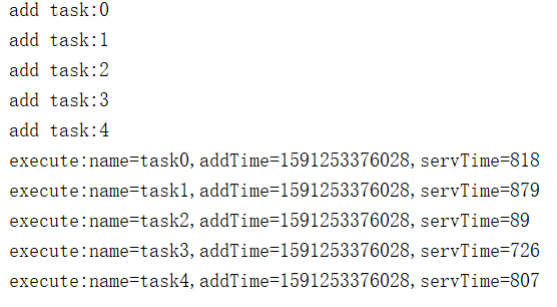 add task:0
add task:1
add task:2
add task:3
add task:4
execute:name=task0,addTime=1591253376028,servTime=818
execute:name=task1,addTime=1591253376028,servTime=879
execute:name=task2,addTime=1591253376028,servTime=89
execute:name=task3,addTime=1591253376028,servTime=726
execute:name=task4,addTime=1591253376028,servTime=807